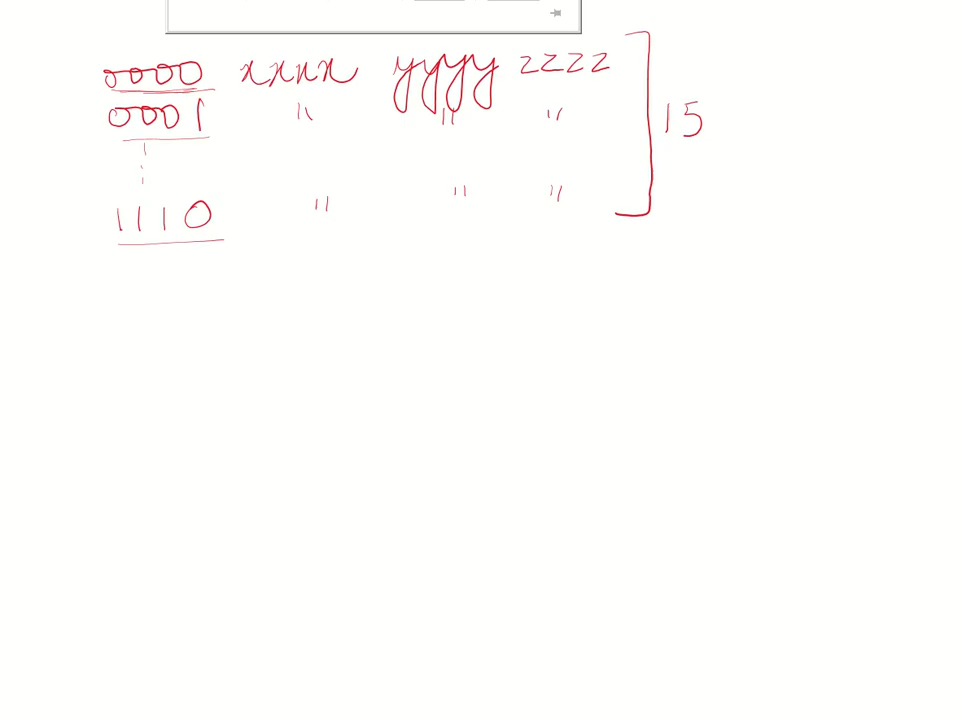 0000 xxxx yyyy zzzz
0001 " " " 15
1110 " " "